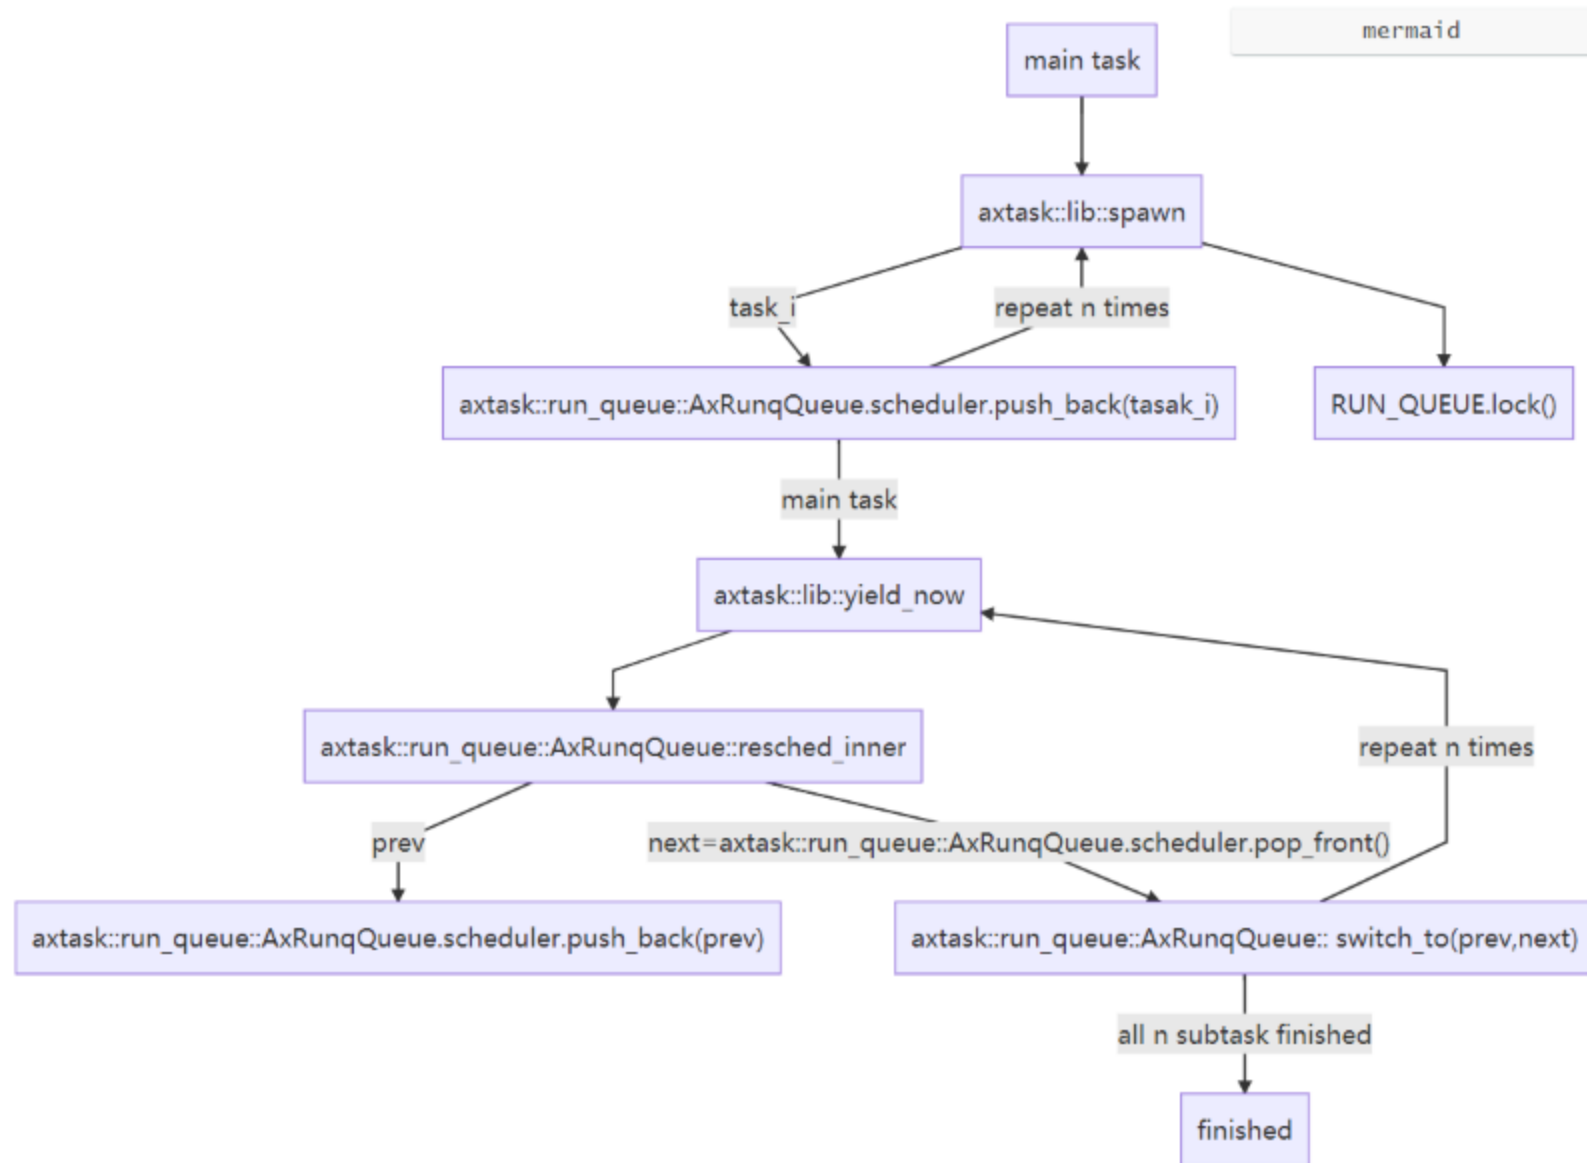 mermaid
main task
axtask::lib::spawn
task_i
repeat n times
axtask::run_queue::AxRunqQueue.scheduler.push_back(tasak_i)
RUN_QUEUE.lock()
main task
axtask::lib::yield_now
axtask::run_queue::AxRunqQueue::resched_inner
repeat n times
prev
next=axtask::run_queue::AxRunqQueue.scheduler.pop_front()
axtask::run_queue::AxRunqQueue.scheduler.push_back(prev)
axtask::run_queue::AxRunqQueue:: switch_to(prev,next)
all n subtask finished
finished